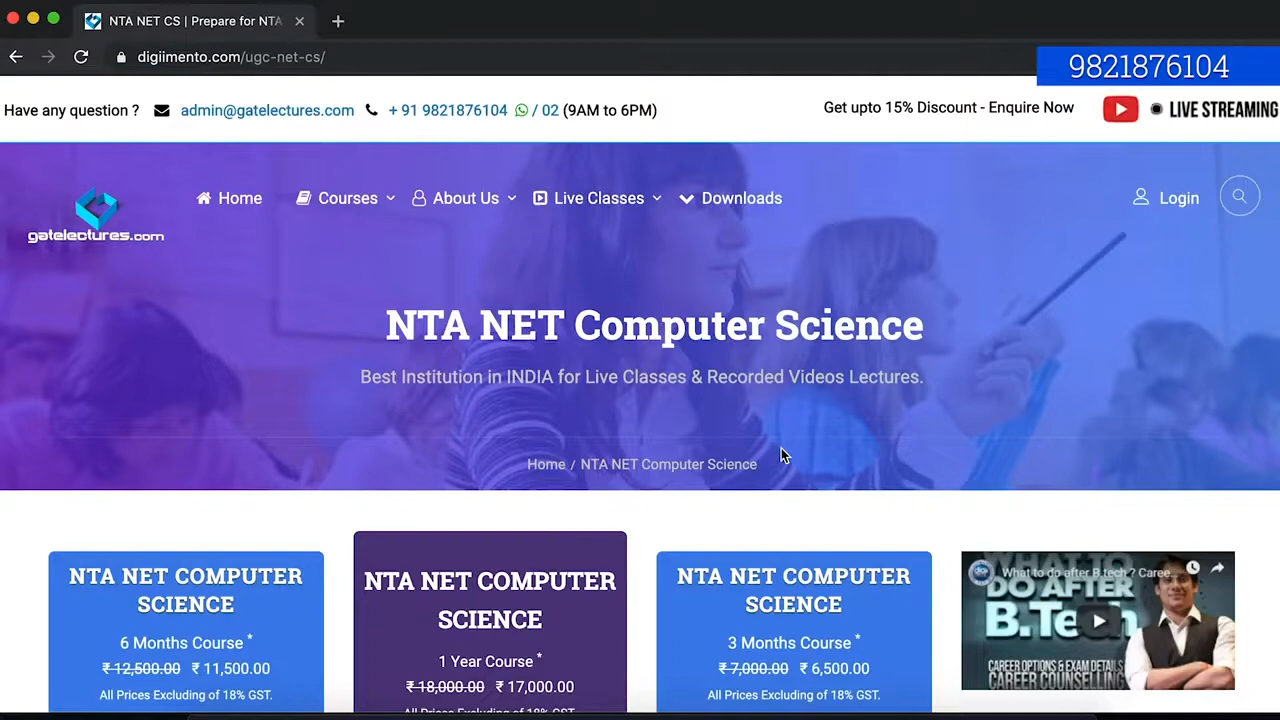 NTA NET CS | Prepare for NTA
digiimento.com/ugc-net-cs/
9821876104
Have any question ? admin@gatelectures.com + 91 9821876104 / 02 (9AM to 6PM)
Get upto 15% Discount - Enquire Now
LIVE STREAMING
gatelectures.com
Home Courses About Us Live Classes Downloads
Login
NTA NET Computer Science
Best Institution in INDIA for Live Classes & Recorded Videos Lectures.
Home / NTA NET Computer Science
NTA NET COMPUTER
SCIENCE
6 Months Course *
₹ 12,500.00 ₹ 11,500.00
All Prices Excluding of 18% GST.
NTA NET COMPUTER
SCIENCE
1 Year Course *
₹ 18,000.00 ₹ 17,000.00
All Prices Excluding of 18% GST.
NTA NET COMPUTER
SCIENCE
3 Months Course *
₹ 7,000.00 ₹ 6,500.00
All Prices Excluding of 18% GST.
What to do after B.tech ? Caree...
WHAT TO
DO AFTER
B.Tech
CAREER OPTIONS & EXAM DETAILS
CAREER COUNSELLING